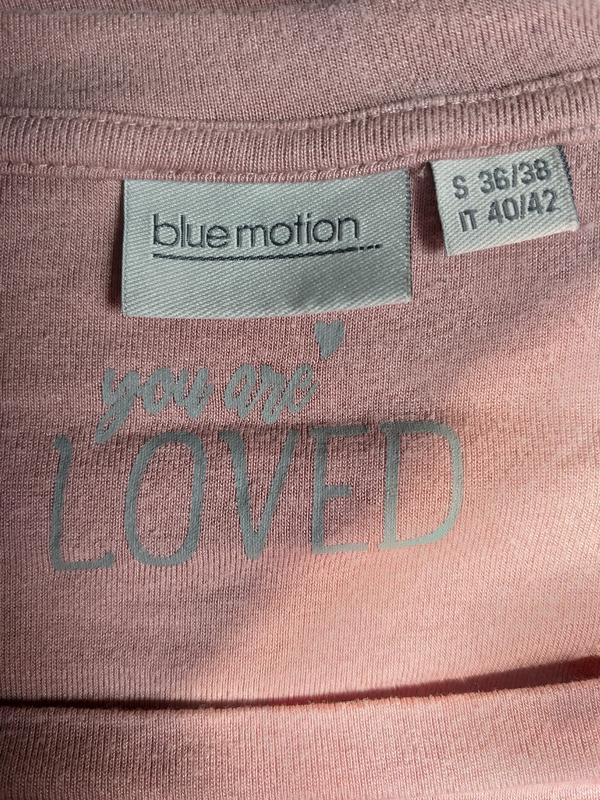 blue motion
S 36/38
IT 40/42
you are
LOVED